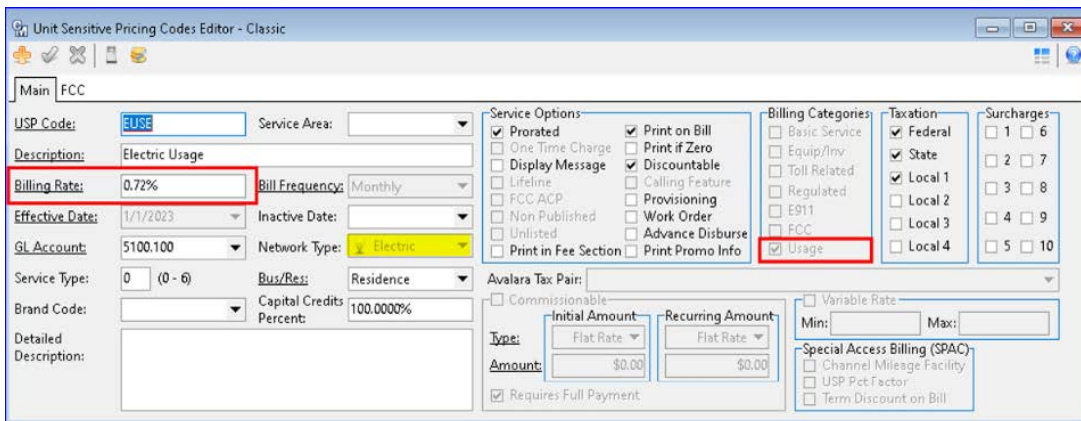 Unit Sensitive Pricing Codes Editor - Classic
Main FCC
USP Code: EUSE Service Area:
Description: Electric Usage
Billing Rate: 0.72% Bill Frequency: Monthly
Effective Date: 1/1/2023 Inactive Date:
GL Account: 5100.100 Network Type: Electric
Service Type: 0 (0 - 6) Bus/Res: Residence
Brand Code: Capital Credits Percent: 100.0000%
Detailed
Description:
Service Options
Prorated Print on Bill
One Time Charge Print if Zero
Display Message Discountable
Lifeline Calling Feature
FCC ACP Provisioning
Non Published Work Order
Unlisted Advance Disburse
Print in Fee Section Print Promo Info
Billing Categories
Basic Service
Equip/Inv
Toll Related
Regulated
E911
FCC
Usage
Taxation
Federal
State
Local 1
Local 2
Local 3
Local 4
Surcharges
1 6
2 7
3 8
4 9
5 10
Avalara Tax Pair:
Commissionable
Initial Amount Recurring Amount
Type: Flat Rate Flat Rate
Amount: $0.00 $0.00
Requires Full Payment
Variable Rate
Min: Max:
Special Access Billing (SPAC)
Channel Mileage Facility
USP Pct Factor
Term Discount on Bill